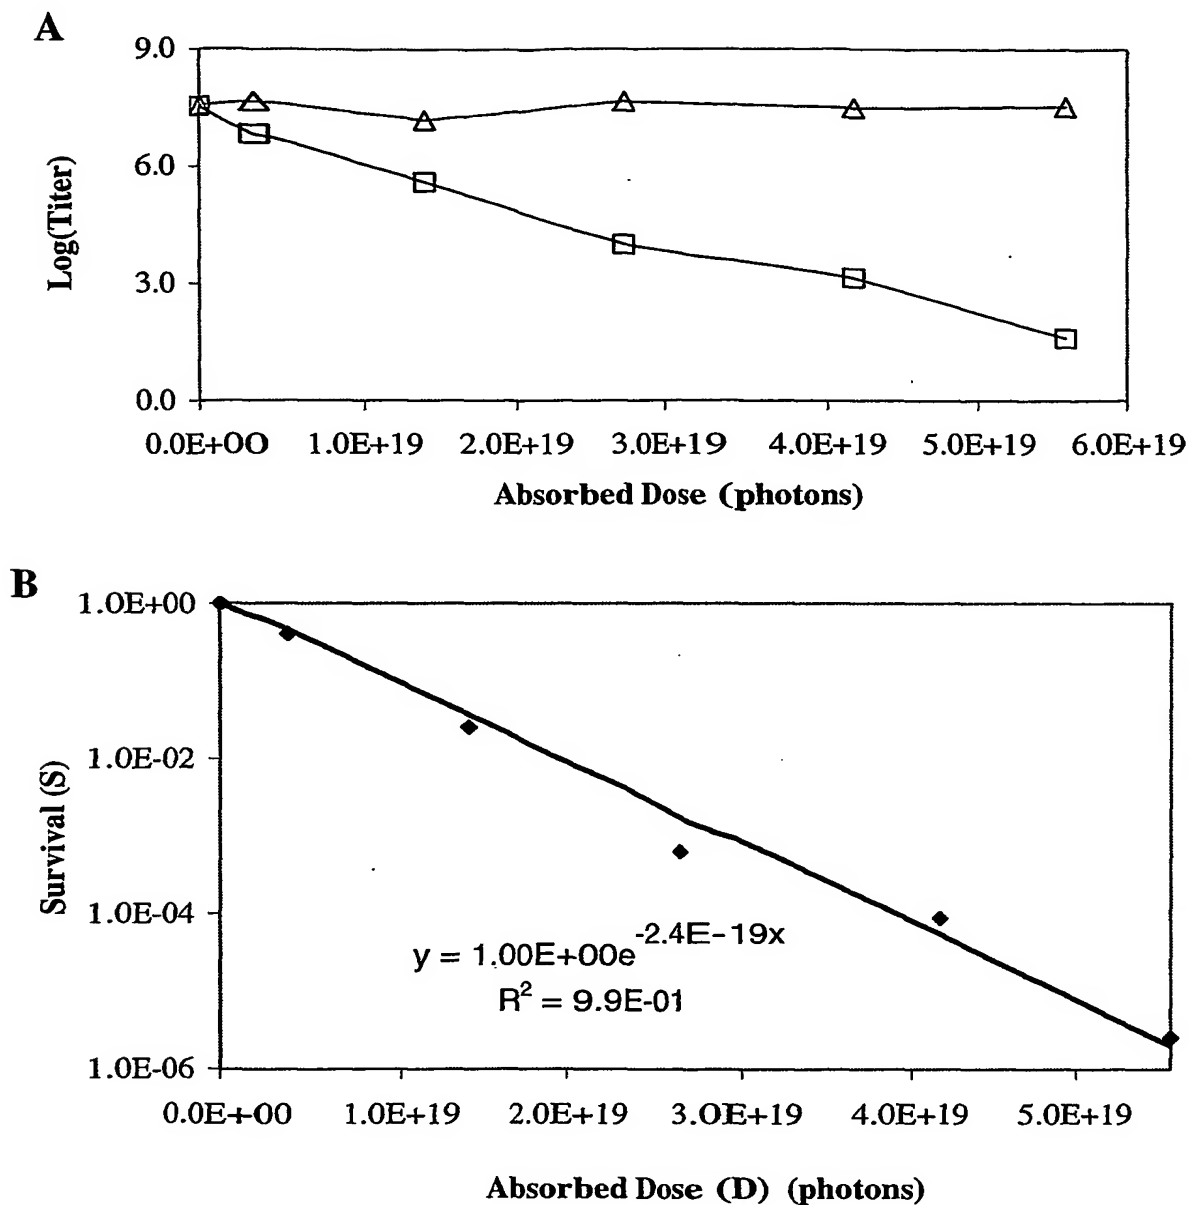 A
9.0
6.0
3.0
0.0
Log(Titer)
0.0E+00 1.0E+19 2.0E+19 3.0E+19 4.0E+19 5.0E+19 6.0E+19
Absorbed Dose (photons)
B
1.0E+00
1.0E-02
1.0E-04
1.0E-06
Survival (S)
y = 1.00E+00e^-2.4E-19x
R² = 9.9E-01
0.0E+00 1.0E+19 2.0E+19 3.0E+19 4.0E+19 5.0E+19
Absorbed Dose (D) (photons)